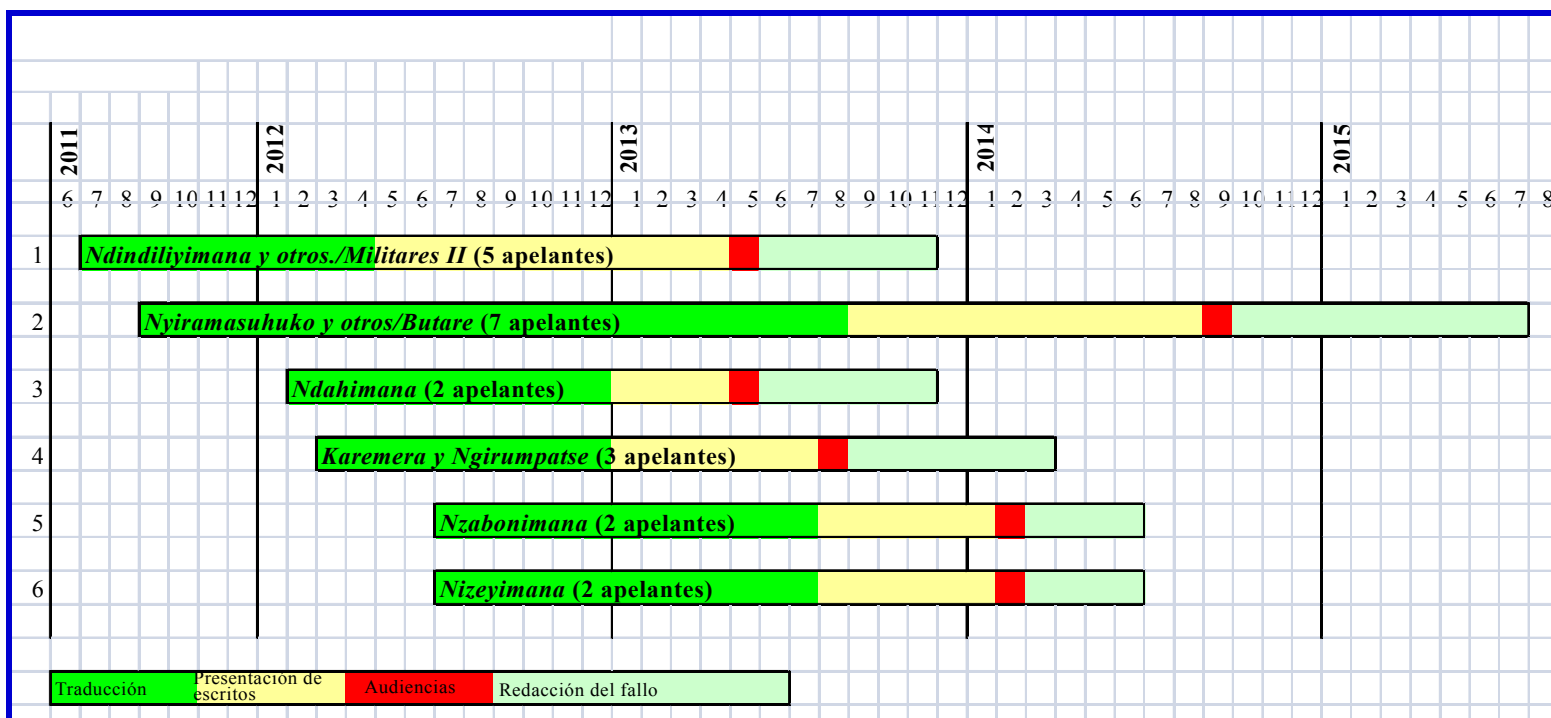 2011 2012 2013 2014 2015
6 7 8 9 10 11 12 1 2 3 4 5 6 7 8 9 10 11 12 1 2 3 4 5 6 7 8 9 10 11 12 1 2 3 4 5 6 7 8 9 10 11 12 1 2 3 4 5 6 7 8
1 Ndindiliyimana y otros./Militares II (5 apelantes)
2 Nyiramasuhuko y otros/Butare (7 apelantes)
3 Ndahimana (2 apelantes)
4 Karemera y Ngirumpatse (3 apelantes)
5 Nzabonimana (2 apelantes)
6 Nizeyimana (2 apelantes)
Traducción
Presentación de
escritos
Audiencias
Redacción del fallo